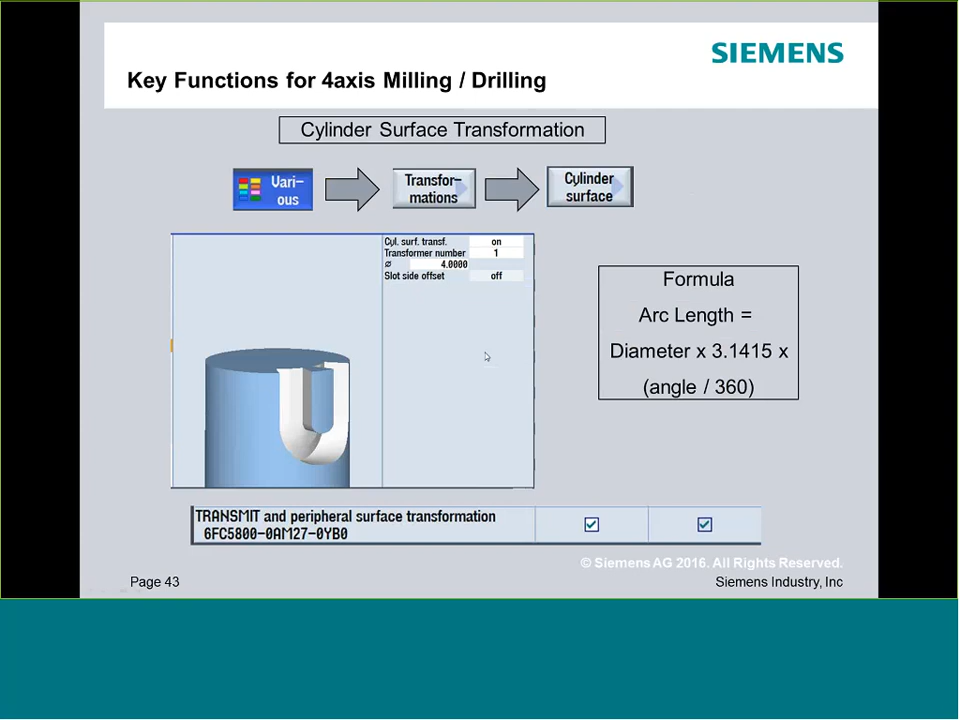 SIEMENS
Key Functions for 4axis Milling / Drilling
Cylinder Surface Transformation
Vari-
ous
Transfor-
mations
Cylinder
surface
Cyl. surf. transf. on
Transformer number 1
⌀ 4.0000
Slot side offset off
Formula
Arc Length =
Diameter x 3.1415 x
(angle / 360)
TRANSMIT and peripheral surface transformation
6FC5800-0AM27-0YB0
© Siemens AG 2016. All Rights Reserved.
Page 43
Siemens Industry, Inc